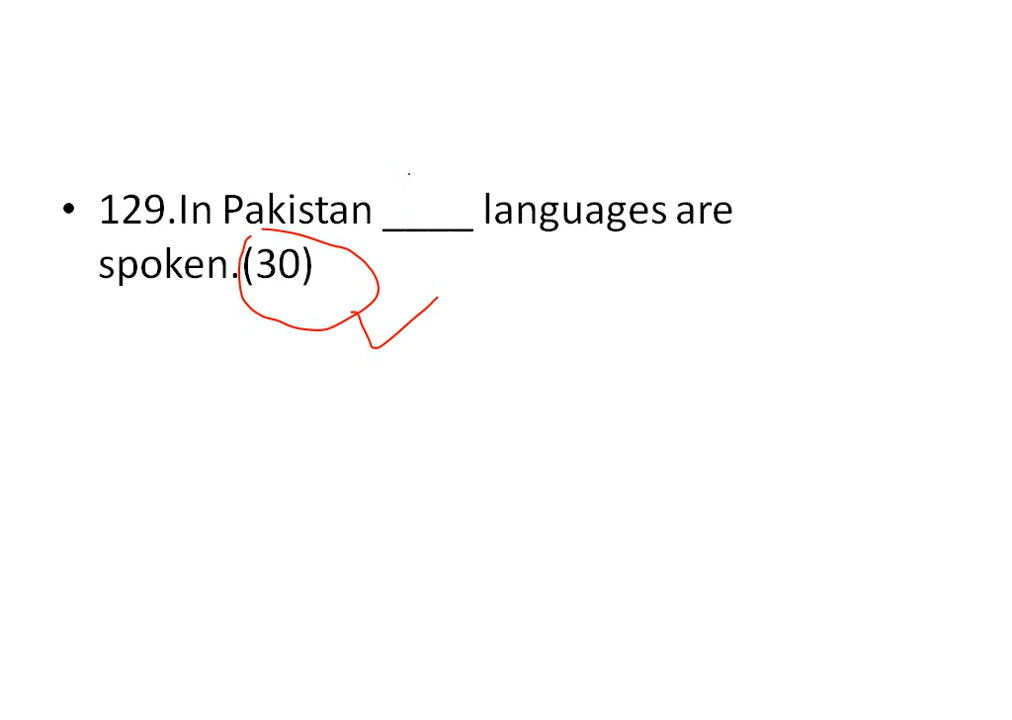 • 129.In Pakistan ____ languages are
spoken.(30)